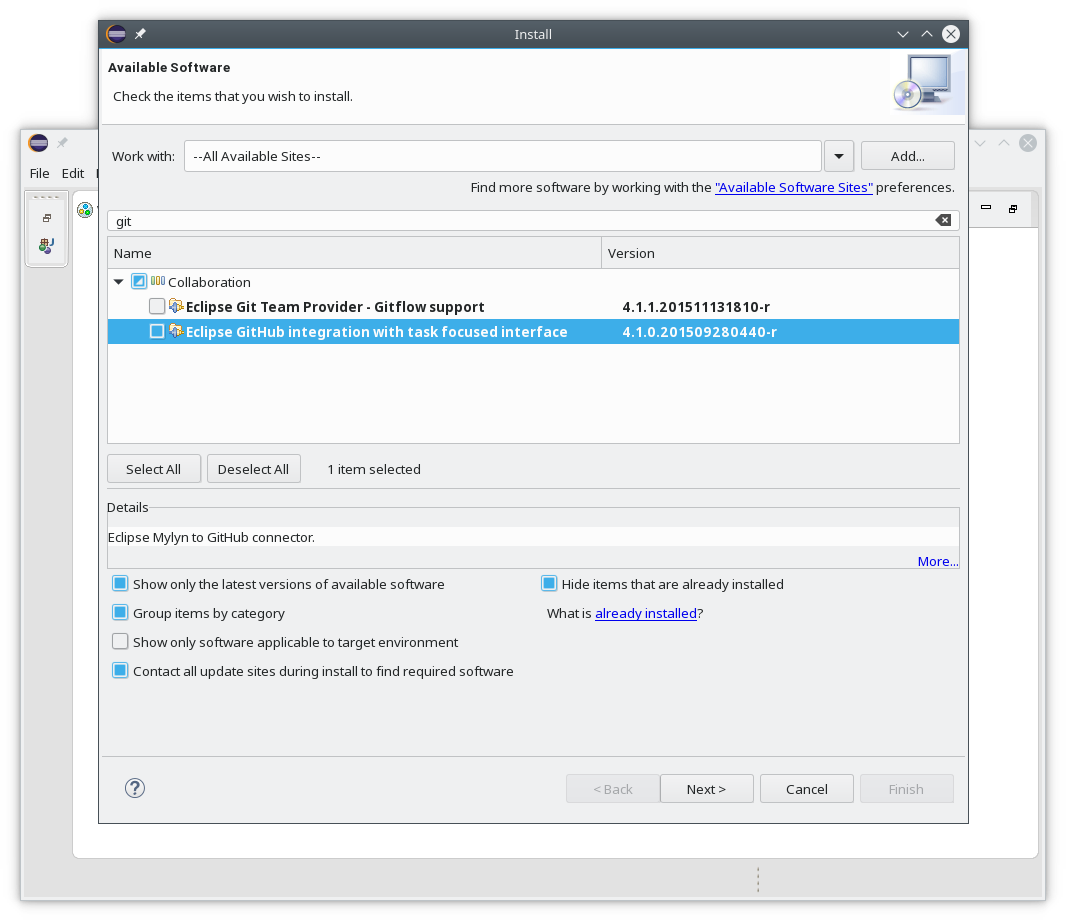 Install
Available Software
Check the items that you wish to install.
Work with: --All Available Sites-- Add...
File Edit
Find more software by working with the "Available Software Sites" preferences.
git
Name Version
Collaboration
Eclipse Git Team Provider - Gitflow support 4.1.1.201511131810-r
Eclipse GitHub integration with task focused interface 4.1.0.201509280440-r
Select All Deselect All 1 item selected
Details
Eclipse Mylyn to GitHub connector.
More...
Show only the latest versions of available software Hide items that are already installed
Group items by category What is already installed?
Show only software applicable to target environment
Contact all update sites during install to find required software
? < Back Next > Cancel Finish